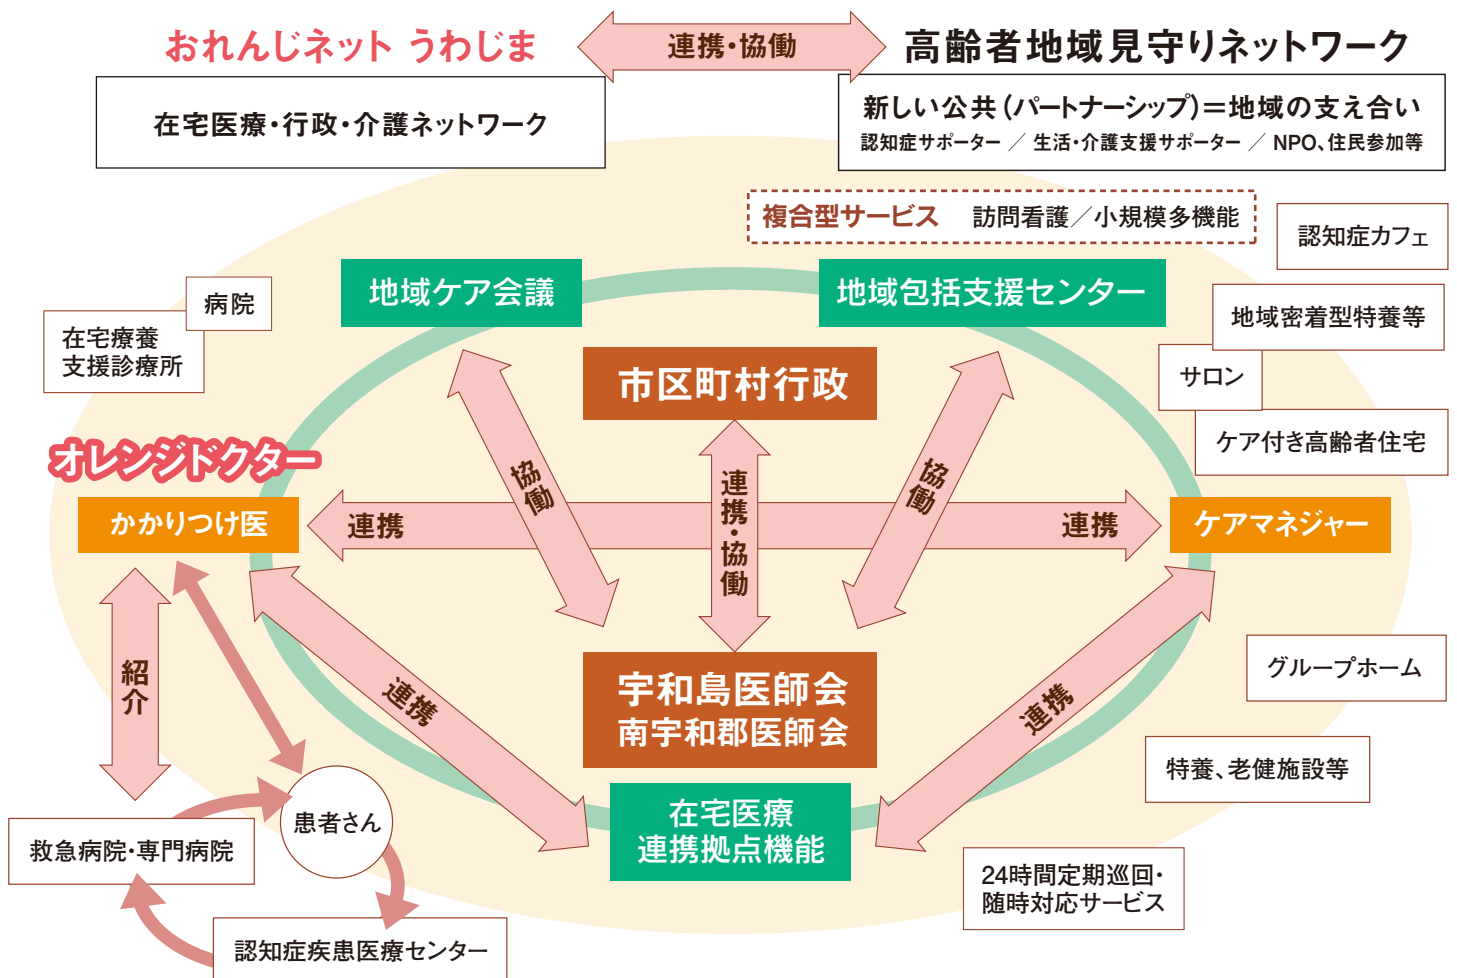 おれんじネット うわじま
連携・協働
高齢者地域見守りネットワーク
在宅医療・行政・介護ネットワーク
新しい公共(パートナーシップ)=地域の支え合い
認知症サポーター / 生活・介護支援サポーター / NPO、住民参加等
複合型サービス 訪問看護/小規模多機能
認知症カフェ
地域ケア会議
地域包括支援センター
病院
在宅療養
支援診療所
地域密着型特養等
市区町村行政
サロン
ケア付き高齢者住宅
オレンジドクター
かかりつけ医
連携
協働
連携・協働
協働
連携
ケアマネジャー
紹介
連携
宇和島医師会
南宇和郡医師会
連携
グループホーム
特養、老健施設等
在宅医療
連携拠点機能
患者さん
救急病院・専門病院
24時間定期巡回・
随時対応サービス
認知症疾患医療センター